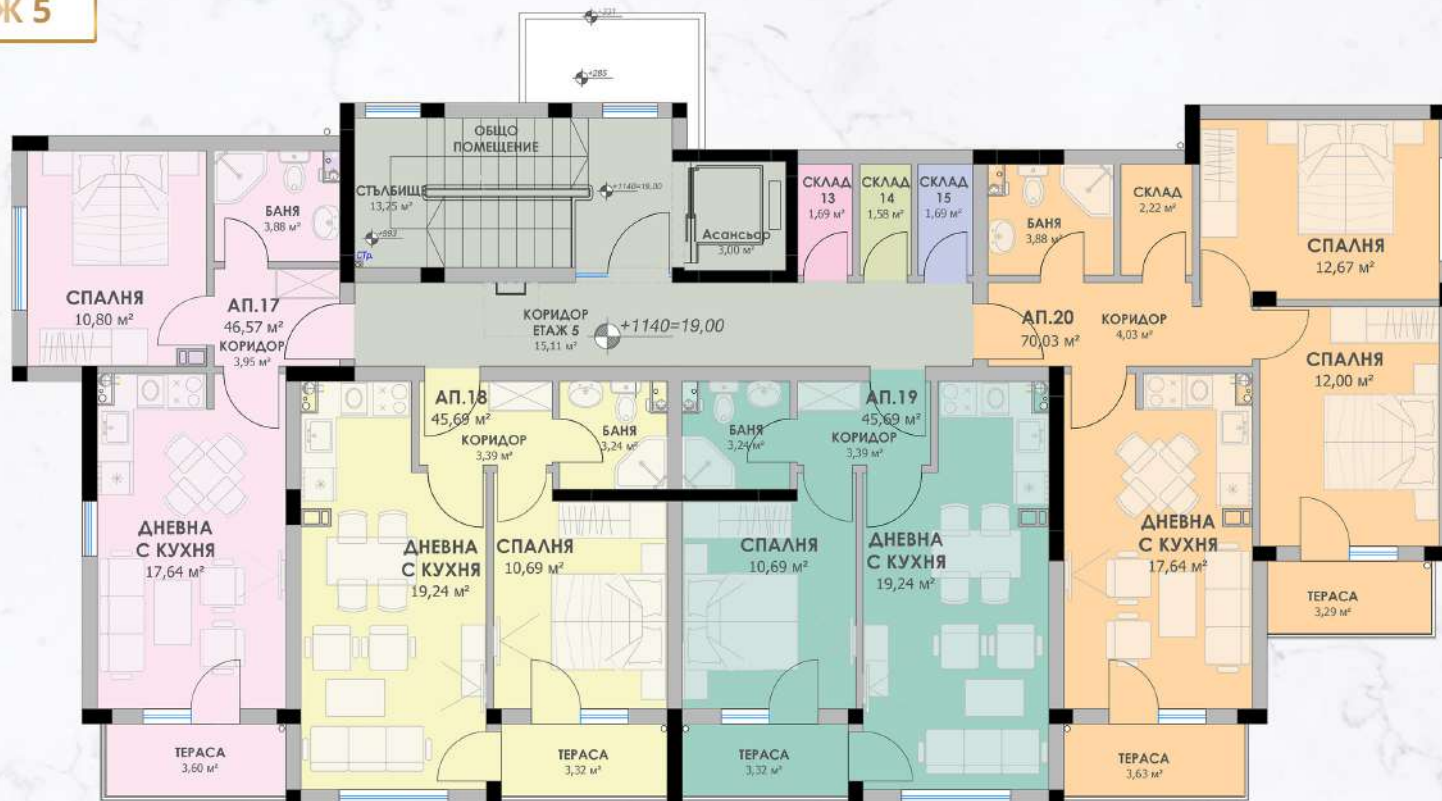 Ж 5
+321
+285
ОБЩО
ПОМЕЩЕНИЕ
СТЪЛБИЩЕ
13,25 м²
+1140=19,00
Стр.
Асансьор
3,00 м²
СКЛАД
13
1,69 м²
СКЛАД
14
1,58 м²
СКЛАД
15
1,69 м²
БАНЯ
3,88 м²
СКЛАД
2,22 м²
СПАЛНЯ
12,67 м²
БАНЯ
3,88 м²
СПАЛНЯ
10,80 м²
АП.17
46,57 м²
КОРИДОР
3,95 м²
КОРИДОР
ЕТАЖ 5
15,11 м²
+1140=19,00
АП.20
70,03 м²
КОРИДОР
4,03 м²
СПАЛНЯ
12,00 м²
АП.18
45,69 м²
КОРИДОР
3,39 м²
БАНЯ
3,24 м²
БАНЯ
3,24 м²
АП.19
45,69 м²
КОРИДОР
3,39 м²
ДНЕВНА
С КУХНЯ
17,64 м²
ДНЕВНА
С КУХНЯ
19,24 м²
СПАЛНЯ
10,69 м²
СПАЛНЯ
10,69 м²
ДНЕВНА
С КУХНЯ
19,24 м²
ДНЕВНА
С КУХНЯ
17,64 м²
ТЕРАСА
3,29 м²
ТЕРАСА
3,60 м²
ТЕРАСА
3,32 м²
ТЕРАСА
3,32 м²
ТЕРАСА
3,63 м²